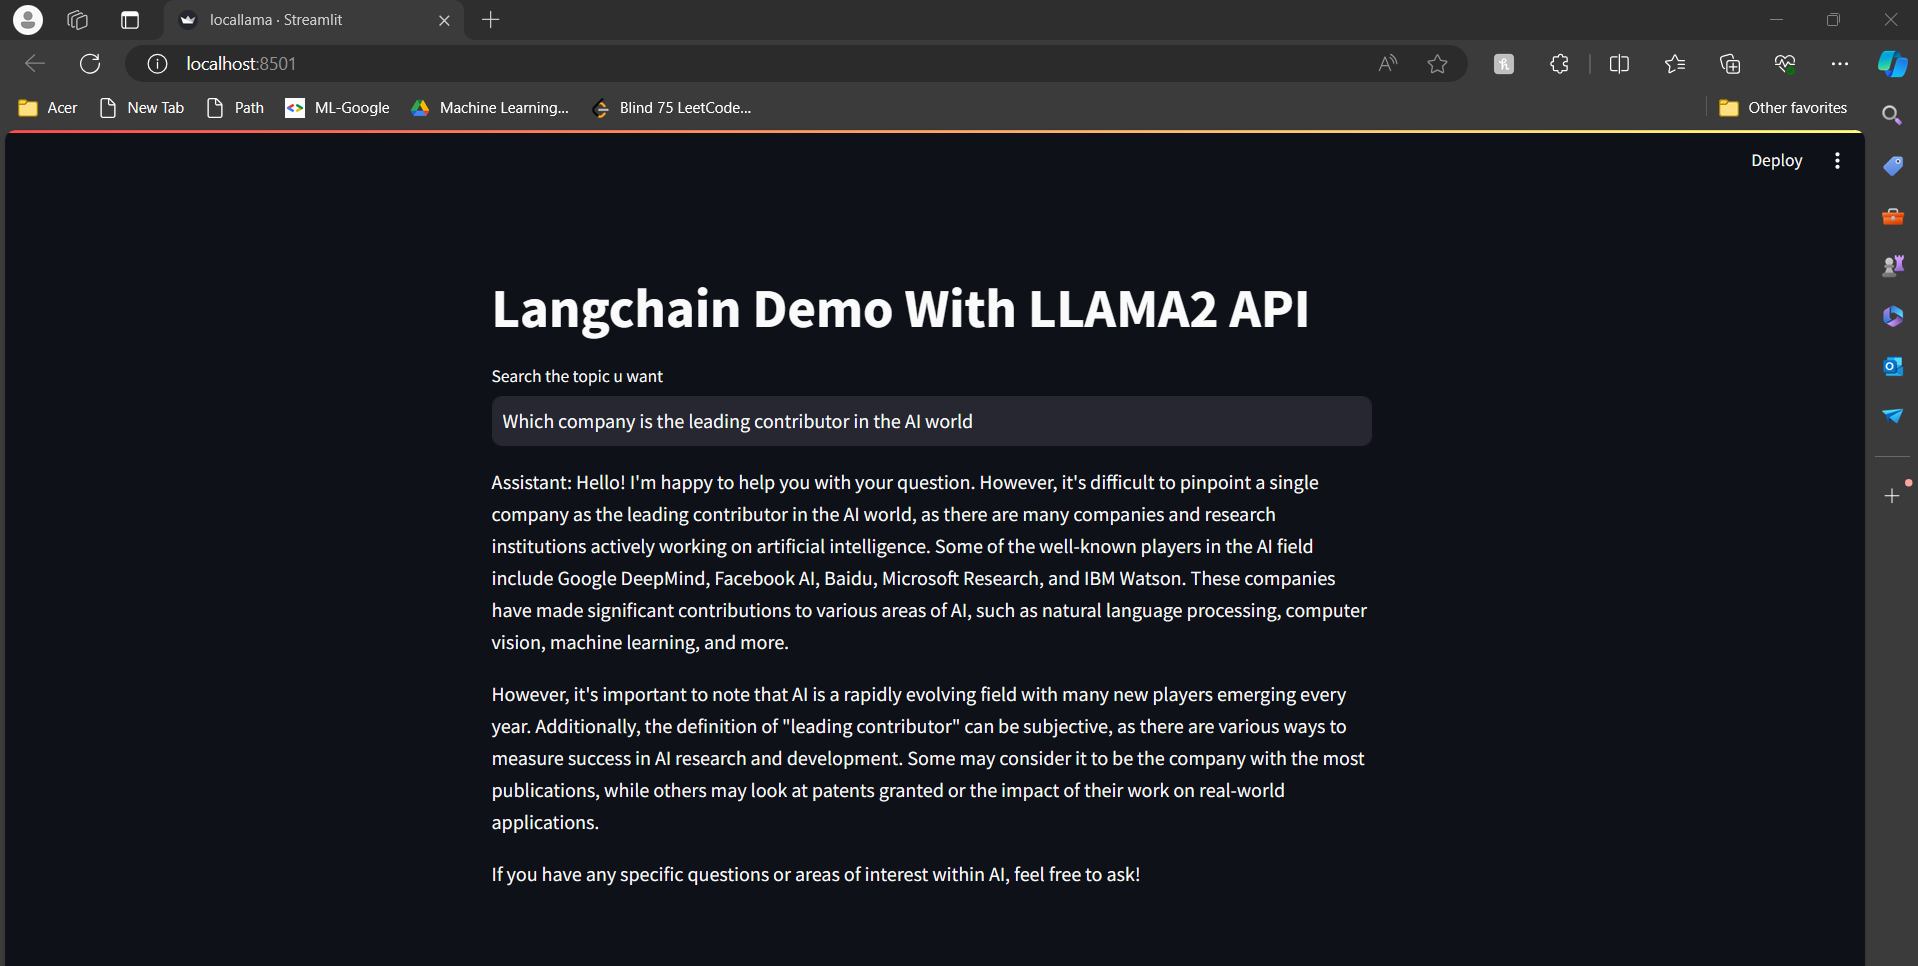 locallama · Streamlit
localhost:8501
Acer New Tab Path ML-Google Machine Learning... Blind 75 LeetCode... Other favorites
Deploy
Langchain Demo With LLAMA2 API
Search the topic u want
Which company is the leading contributor in the AI world
Assistant: Hello! I'm happy to help you with your question. However, it's difficult to pinpoint a single
company as the leading contributor in the AI world, as there are many companies and research
institutions actively working on artificial intelligence. Some of the well-known players in the AI field
include Google DeepMind, Facebook AI, Baidu, Microsoft Research, and IBM Watson. These companies
have made significant contributions to various areas of AI, such as natural language processing, computer
vision, machine learning, and more.
However, it's important to note that AI is a rapidly evolving field with many new players emerging every
year. Additionally, the definition of "leading contributor" can be subjective, as there are various ways to
measure success in AI research and development. Some may consider it to be the company with the most
publications, while others may look at patents granted or the impact of their work on real-world
applications.
If you have any specific questions or areas of interest within AI, feel free to ask!